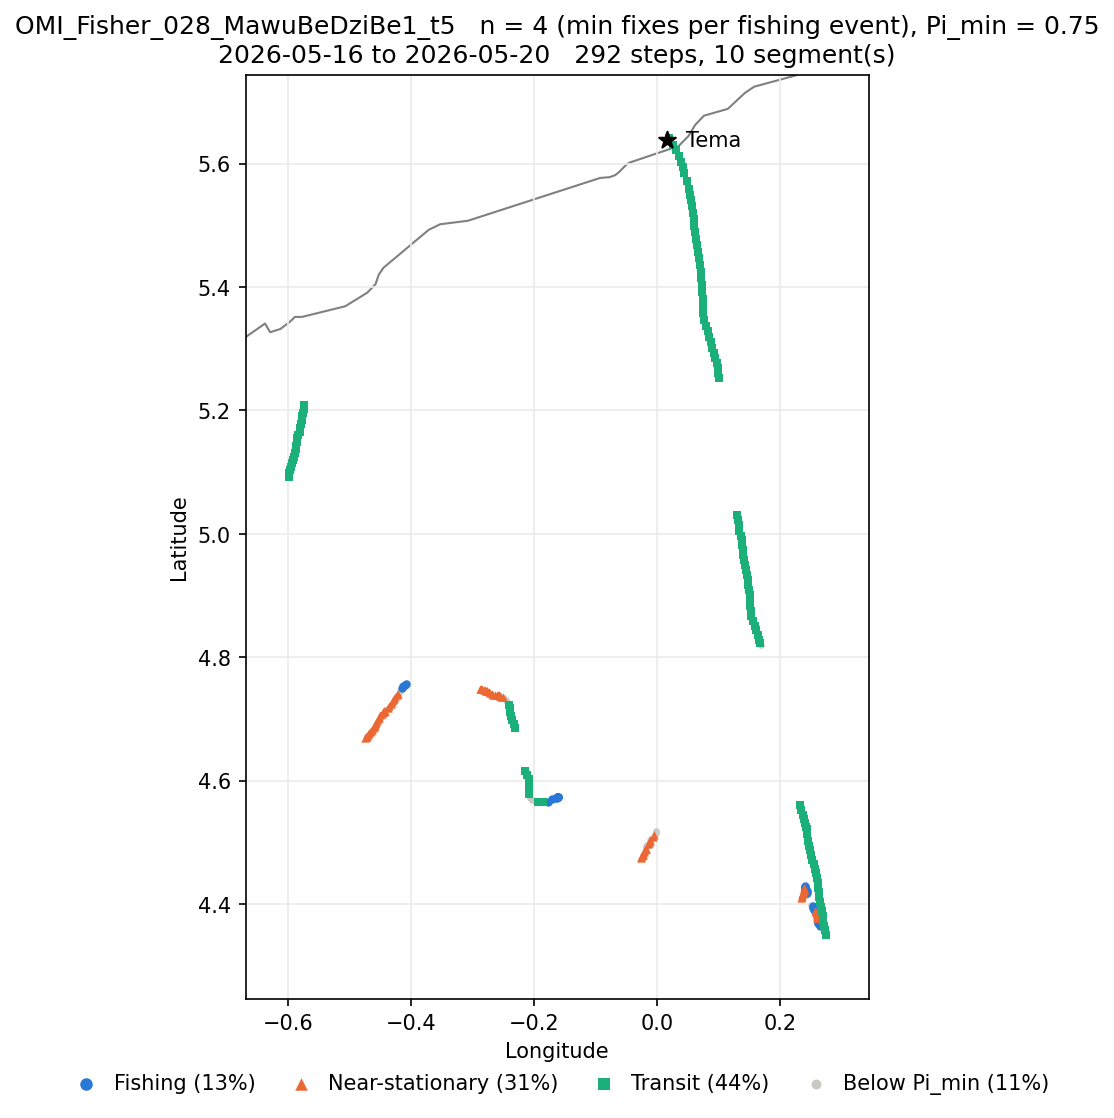 OMI_Fisher_028_MawuBeDziBe1_t5   n = 4 (min fixes per fishing event), Pi_min = 0.75
2026-05-16 to 2026-05-20   292 steps, 10 segment(s)
Tema
5.6
5.4
5.2
5.0
4.8
4.6
4.4
Latitude
−0.6
−0.4
−0.2
0.0
0.2
Longitude
Fishing (13%)
Near-stationary (31%)
Transit (44%)
Below Pi_min (11%)